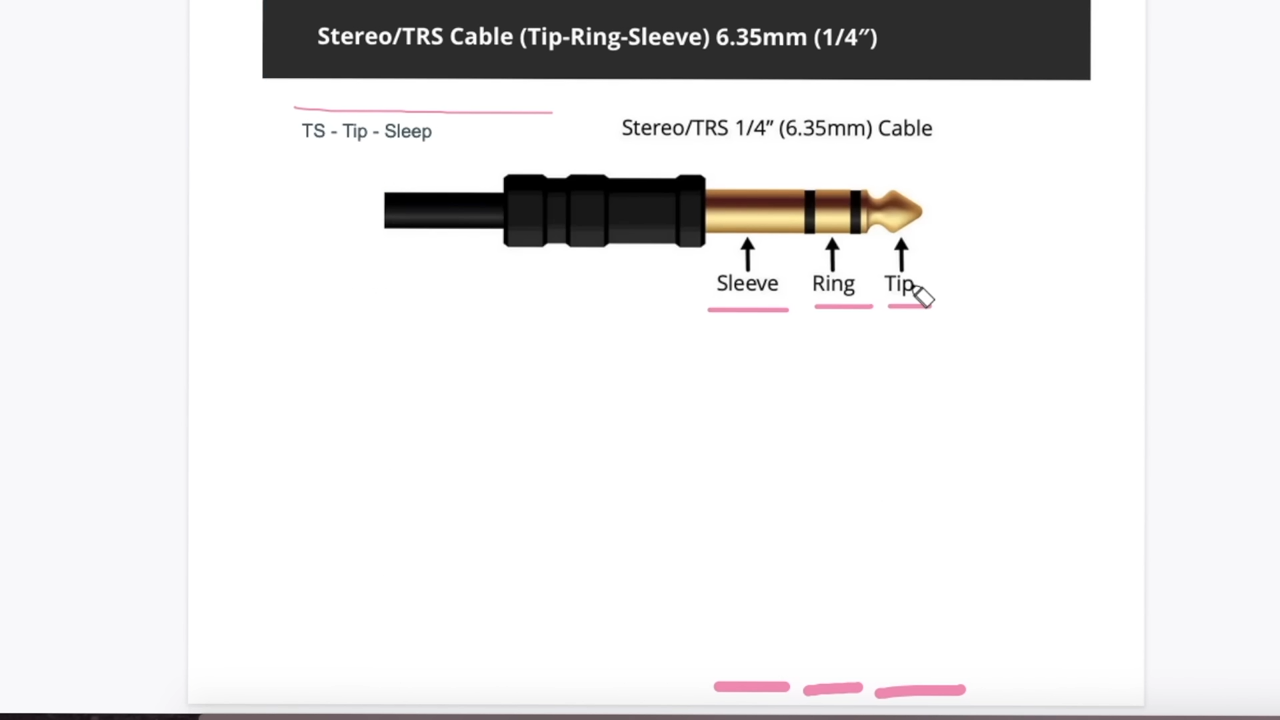 Stereo/TRS Cable (Tip-Ring-Sleeve) 6.35mm (1/4″)
TS - Tip - Sleep
Stereo/TRS 1/4” (6.35mm) Cable
Sleeve Ring Tip